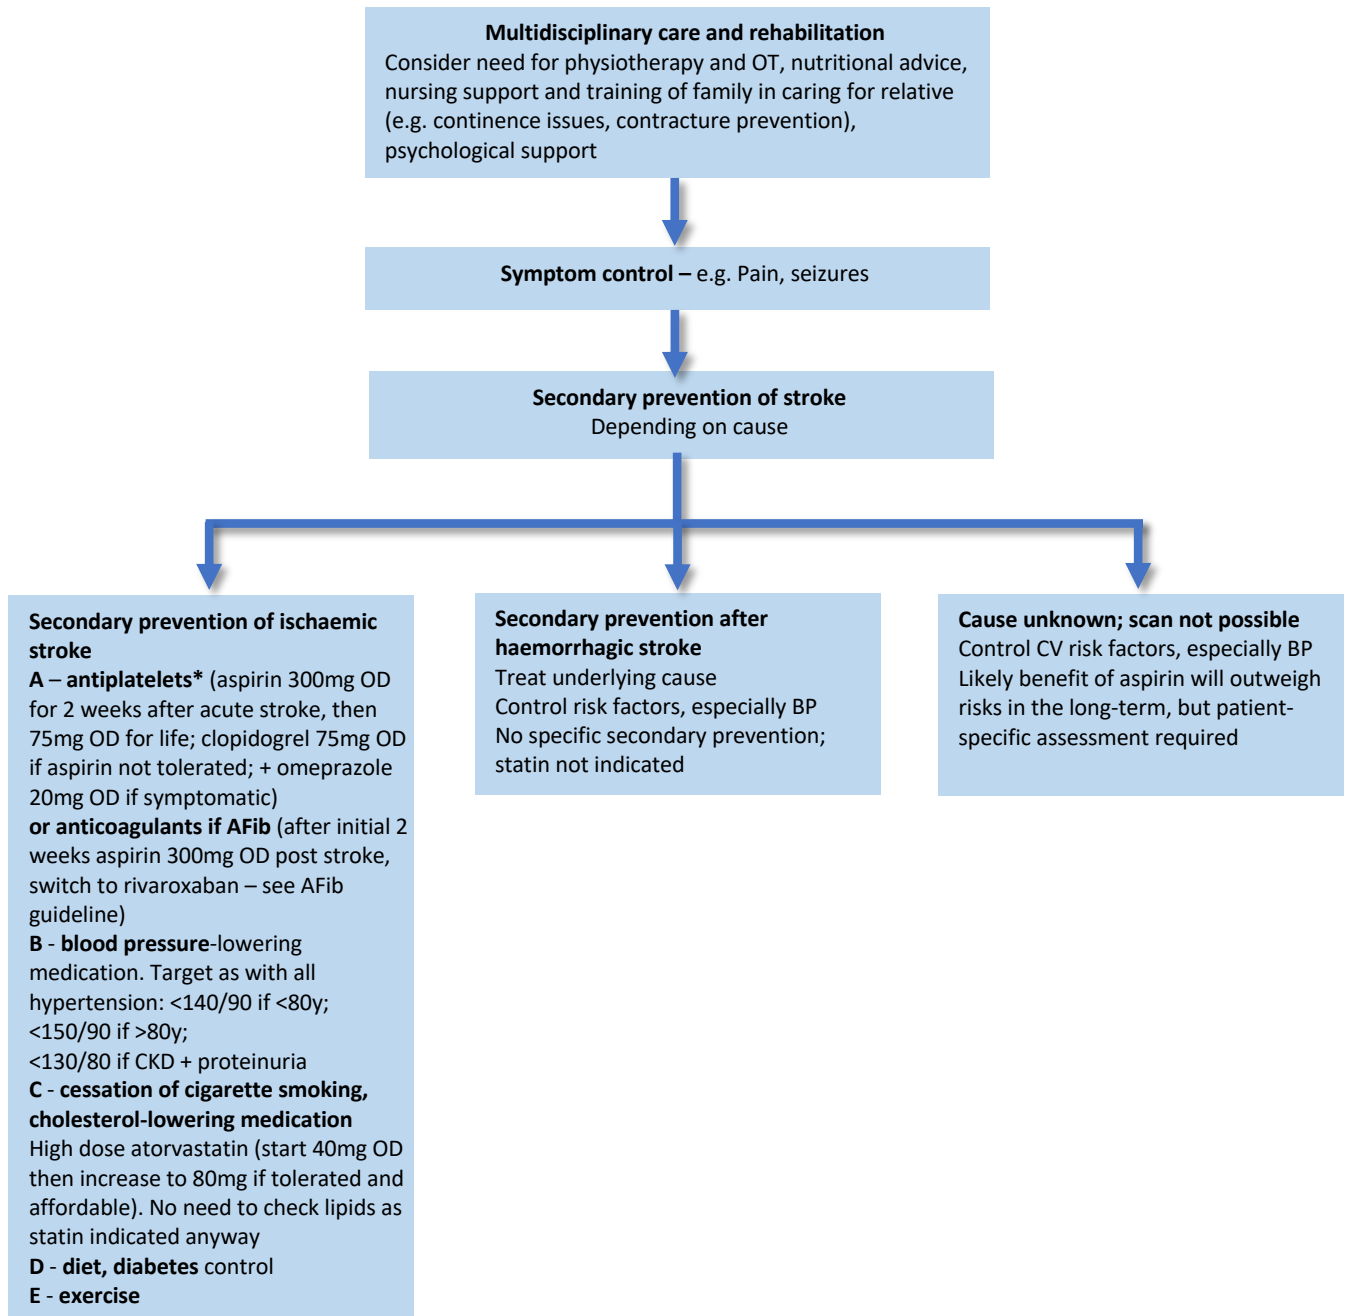 Multidisciplinary care and rehabilitation
Consider need for physiotherapy and OT, nutritional advice,
nursing support and training of family in caring for relative
(e.g. continence issues, contracture prevention),
psychological support
Symptom control – e.g. Pain, seizures
Secondary prevention of stroke
Depending on cause
Secondary prevention of ischaemic
stroke
A – antiplatelets* (aspirin 300mg OD
for 2 weeks after acute stroke, then
75mg OD for life; clopidogrel 75mg OD
if aspirin not tolerated; + omeprazole
20mg OD if symptomatic)
or anticoagulants if AFib (after initial 2
weeks aspirin 300mg OD post stroke,
switch to rivaroxaban – see AFib
guideline)
B - blood pressure-lowering
medication. Target as with all
hypertension: <140/90 if <80y;
<150/90 if >80y;
<130/80 if CKD + proteinuria
C - cessation of cigarette smoking,
cholesterol-lowering medication
High dose atorvastatin (start 40mg OD
then increase to 80mg if tolerated and
affordable). No need to check lipids as
statin indicated anyway
D - diet, diabetes control
E - exercise
Secondary prevention after
haemorrhagic stroke
Treat underlying cause
Control risk factors, especially BP
No specific secondary prevention;
statin not indicated
Cause unknown; scan not possible
Control CV risk factors, especially BP
Likely benefit of aspirin will outweigh
risks in the long-term, but patient-
specific assessment required